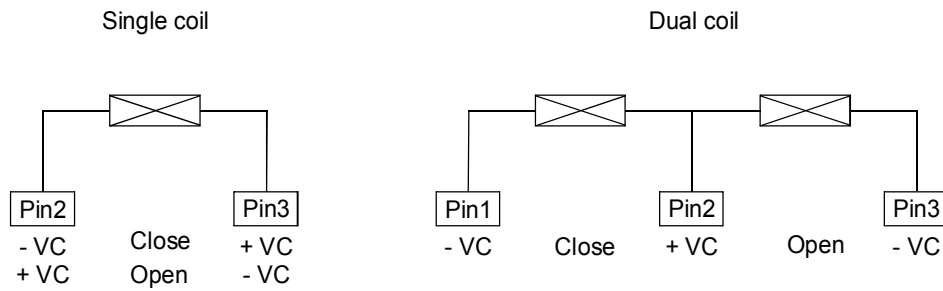 Single coil
Dual coil
Pin2
Pin3
Pin1
Pin2
Pin3
- VC Close + VC
+ VC Open - VC
- VC Close + VC Open - VC